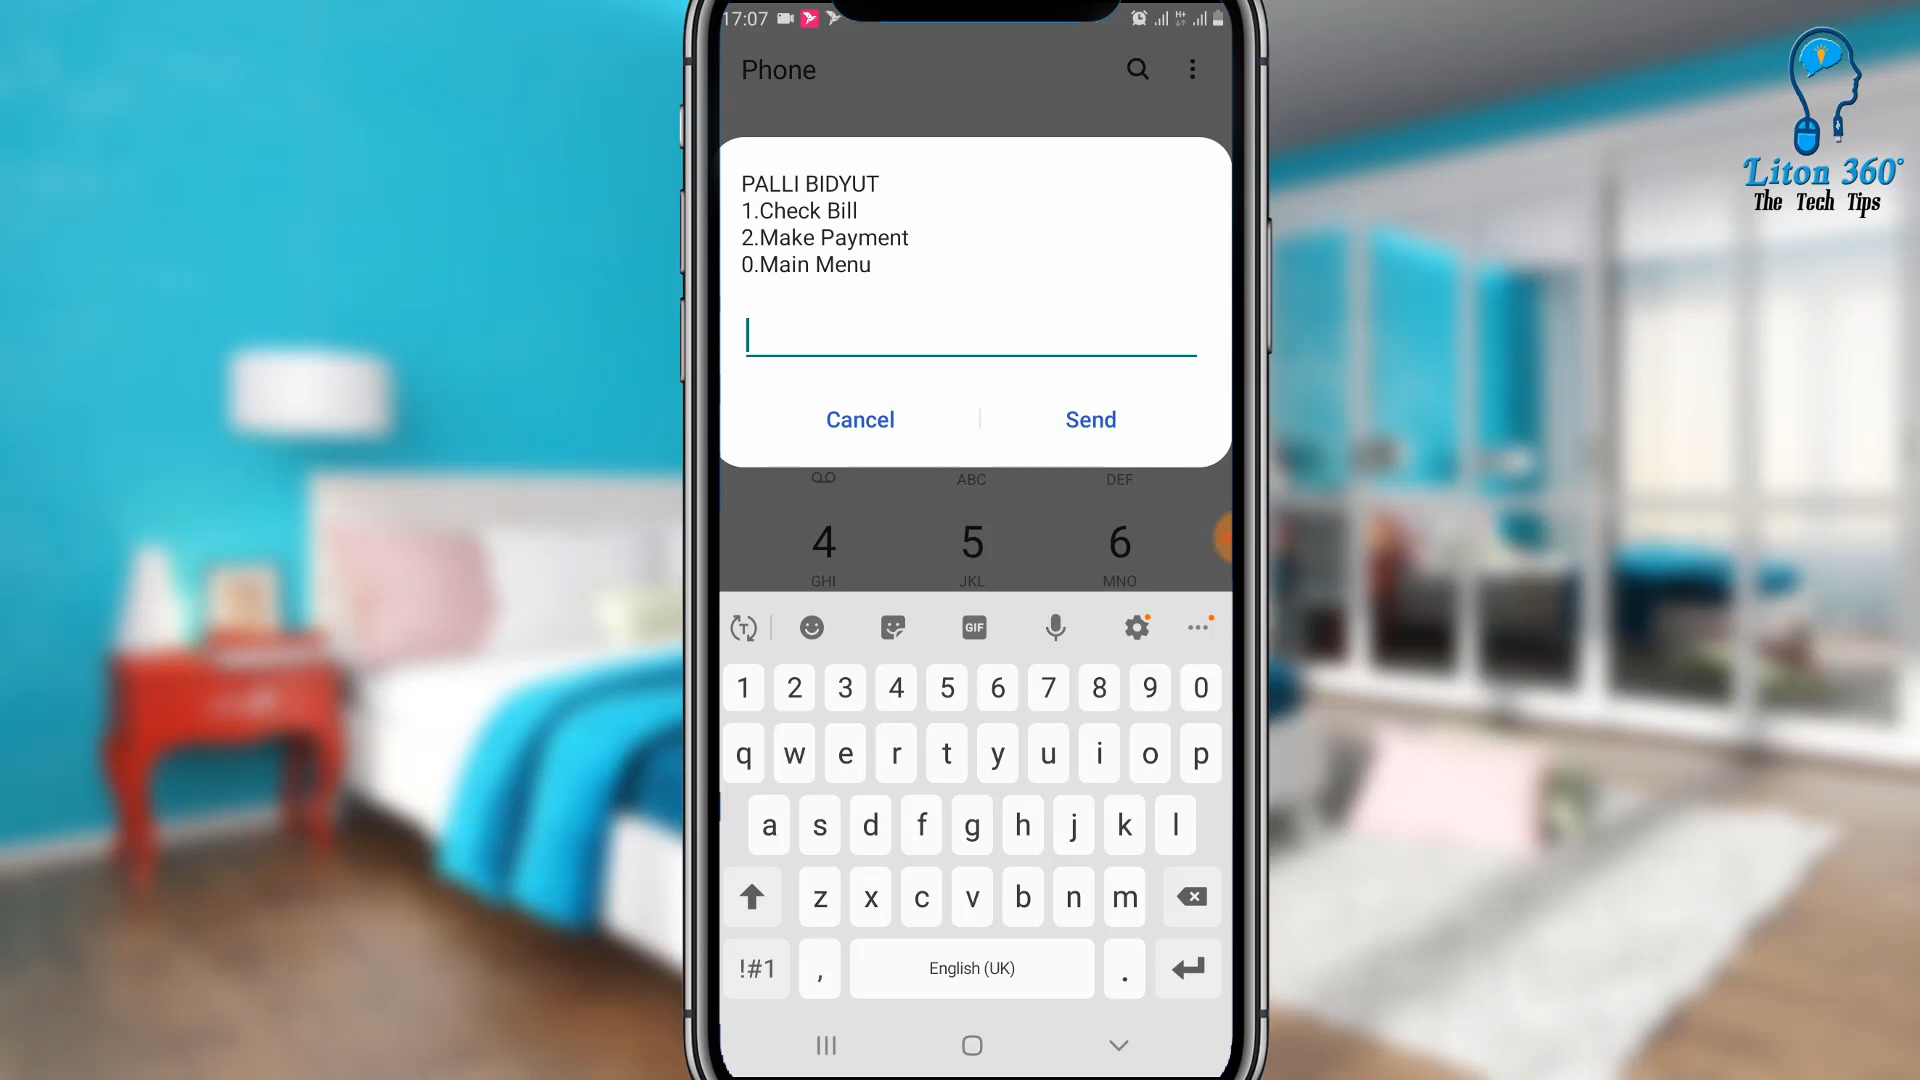 17:07
Phone
PALLI BIDYUT
1.Check Bill
2.Make Payment
0.Main Menu
Cancel
Send
ABC DEF
4 5 6
GHI JKL MNO
GIF
1 2 3 4 5 6 7 8 9 0
q w e r t y u i o p
a s d f g h j k l
z x c v b n m
!#1 , English (UK) .
Liton 360°
The Tech Tips